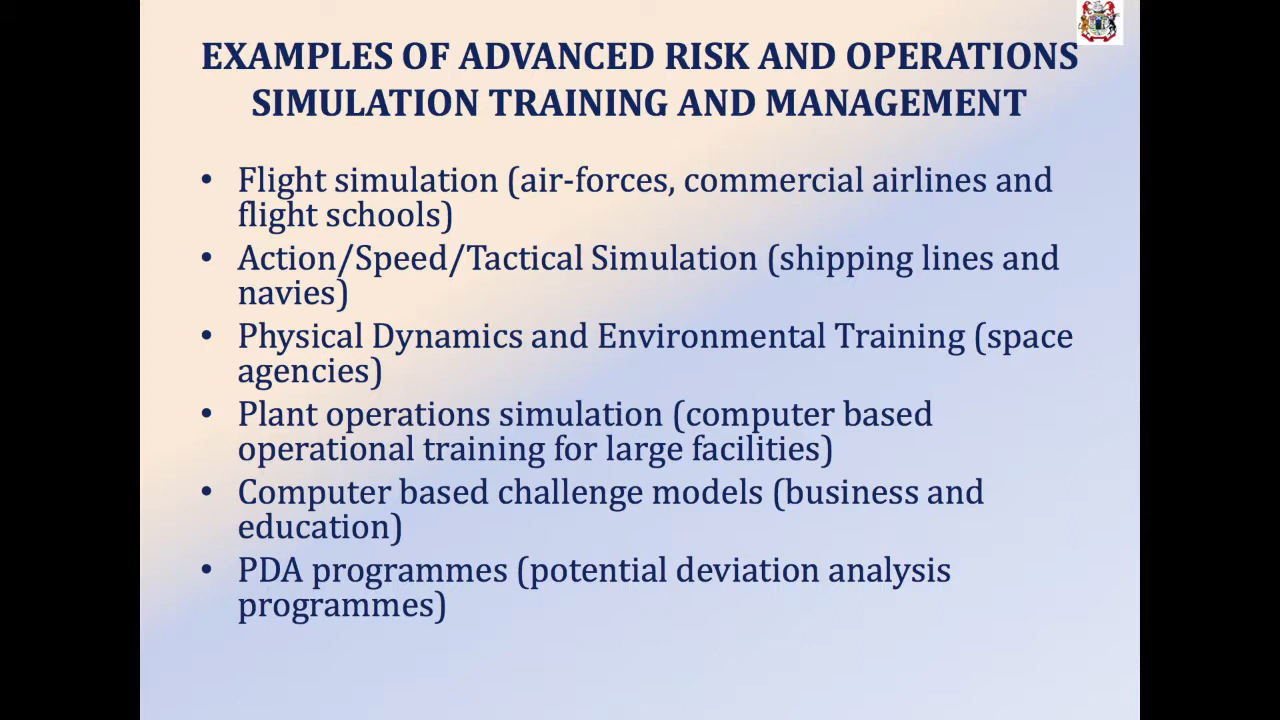 EXAMPLES OF ADVANCED RISK AND OPERATIONS
SIMULATION TRAINING AND MANAGEMENT
• Flight simulation (air-forces, commercial airlines and
flight schools)
• Action/Speed/Tactical Simulation (shipping lines and
navies)
• Physical Dynamics and Environmental Training (space
agencies)
• Plant operations simulation (computer based
operational training for large facilities)
• Computer based challenge models (business and
education)
• PDA programmes (potential deviation analysis
programmes)